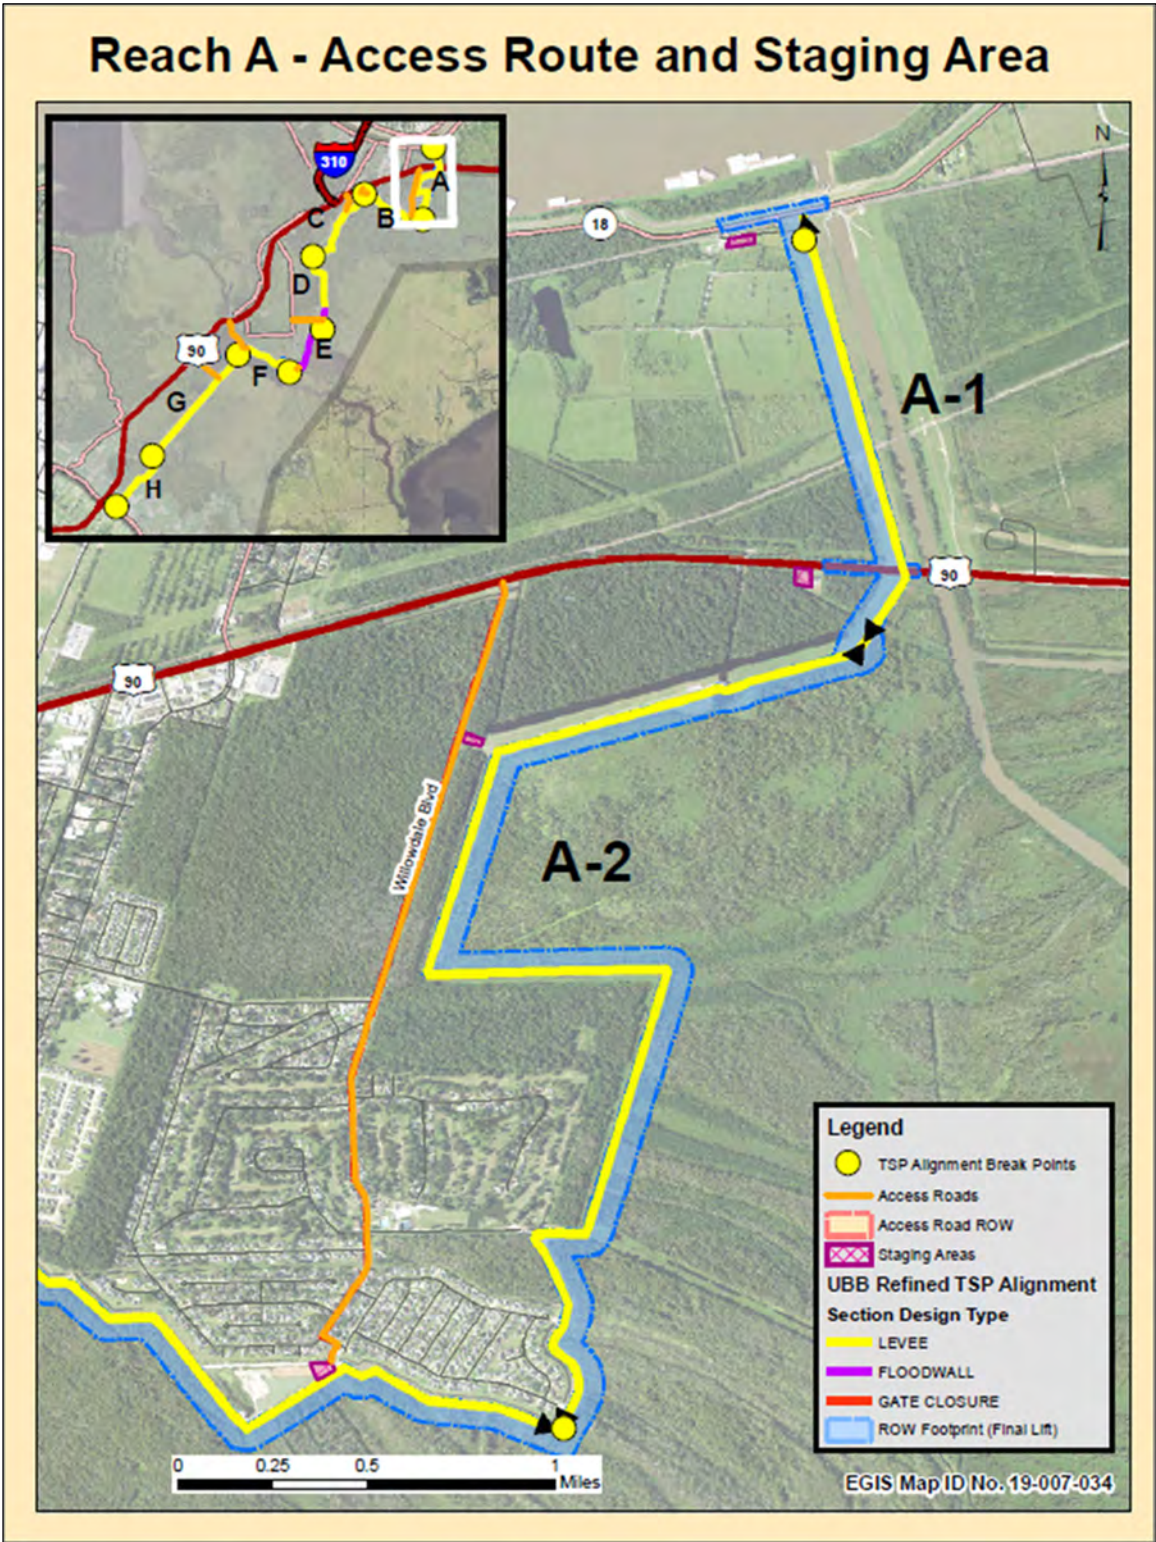 Reach A - Access Route and Staging Area
310
A
B
C
D
E
90
F
G
H
18
N
A-1
90
90
Willowdale Blvd
A-2
Legend
TSP Alignment Break Points
Access Roads
Access Road ROW
Staging Areas
UBB Refined TSP Alignment
Section Design Type
LEVEE
FLOODWALL
GATE CLOSURE
ROW Footprint (Final Lift)
0 0.25 0.5 1
Miles
EGIS Map ID No. 19-007-034